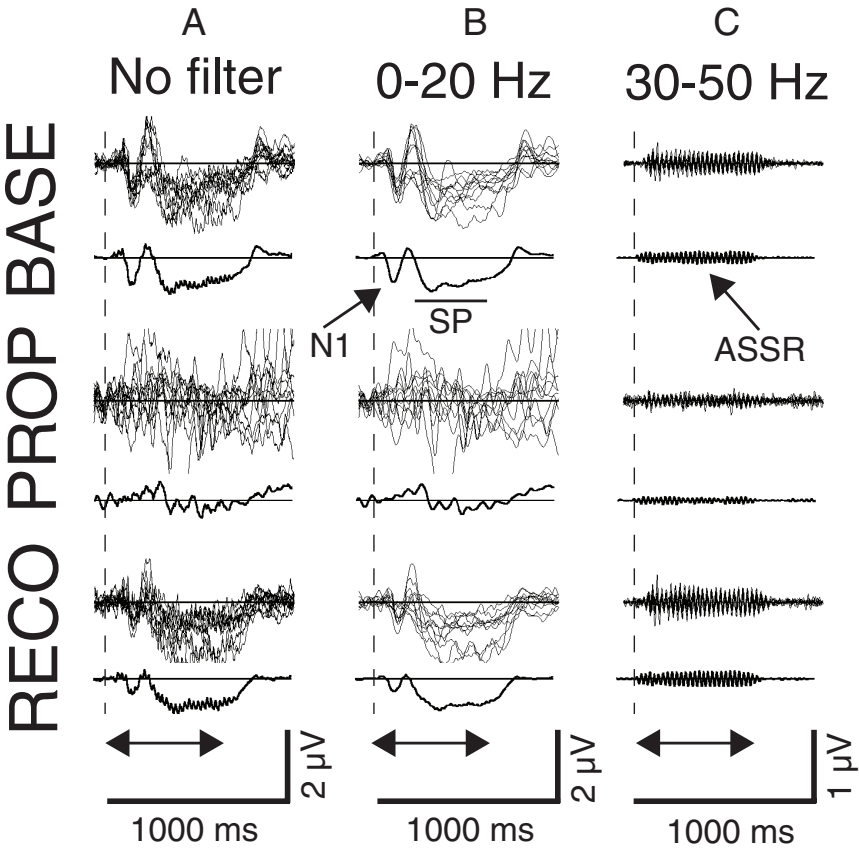 A B C
No filter 0-20 Hz 30-50 Hz
BASE
N1
SP
ASSR
PROP
RECO
2 µV
2 µV
1 µV
1000 ms 1000 ms 1000 ms